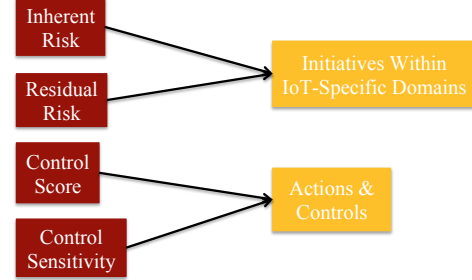 Inherent
Risk
Residual
Risk
Control
Score
Control
Sensitivity
Initiatives Within
IoT-Specific Domains
Actions &
Controls